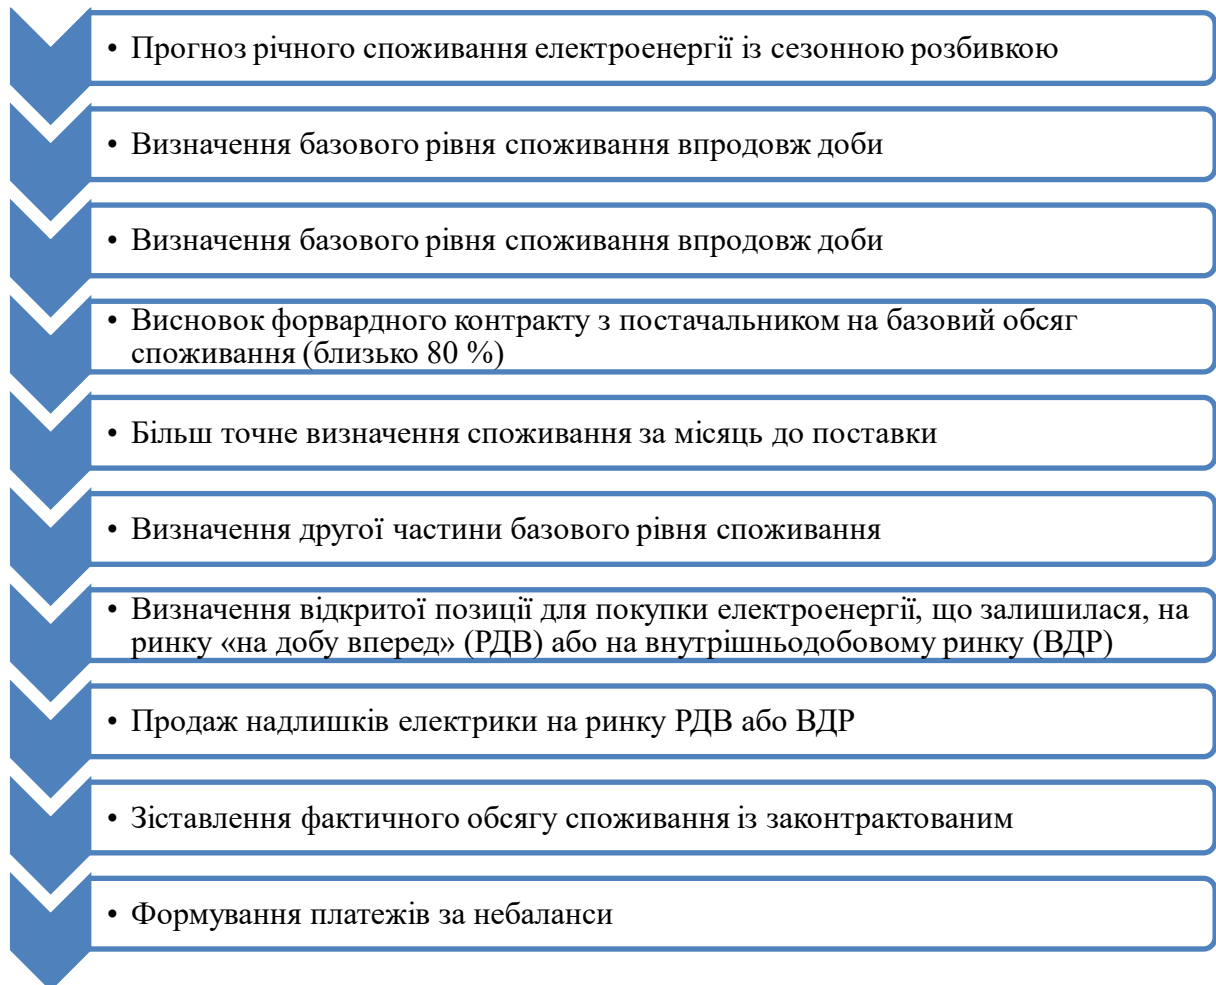 • Прогноз річного споживання електроенергії із сезонною розбивкою
• Визначення базового рівня споживання впродовж доби
• Визначення базового рівня споживання впродовж доби
• Висновок форвардного контракту з постачальником на базовий обсяг
споживання (близько 80 %)
• Більш точне визначення споживання за місяць до поставки
• Визначення другої частини базового рівня споживання
• Визначення відкритої позиції для покупки електроенергії, що залишилася, на
ринку «на добу вперед» (РДВ) або на внутрішньодобовому ринку (ВДР)
• Продаж надлишків електрики на ринку РДВ або ВДР
• Зіставлення фактичного обсягу споживання із законтрактованим
• Формування платежів за небаланси